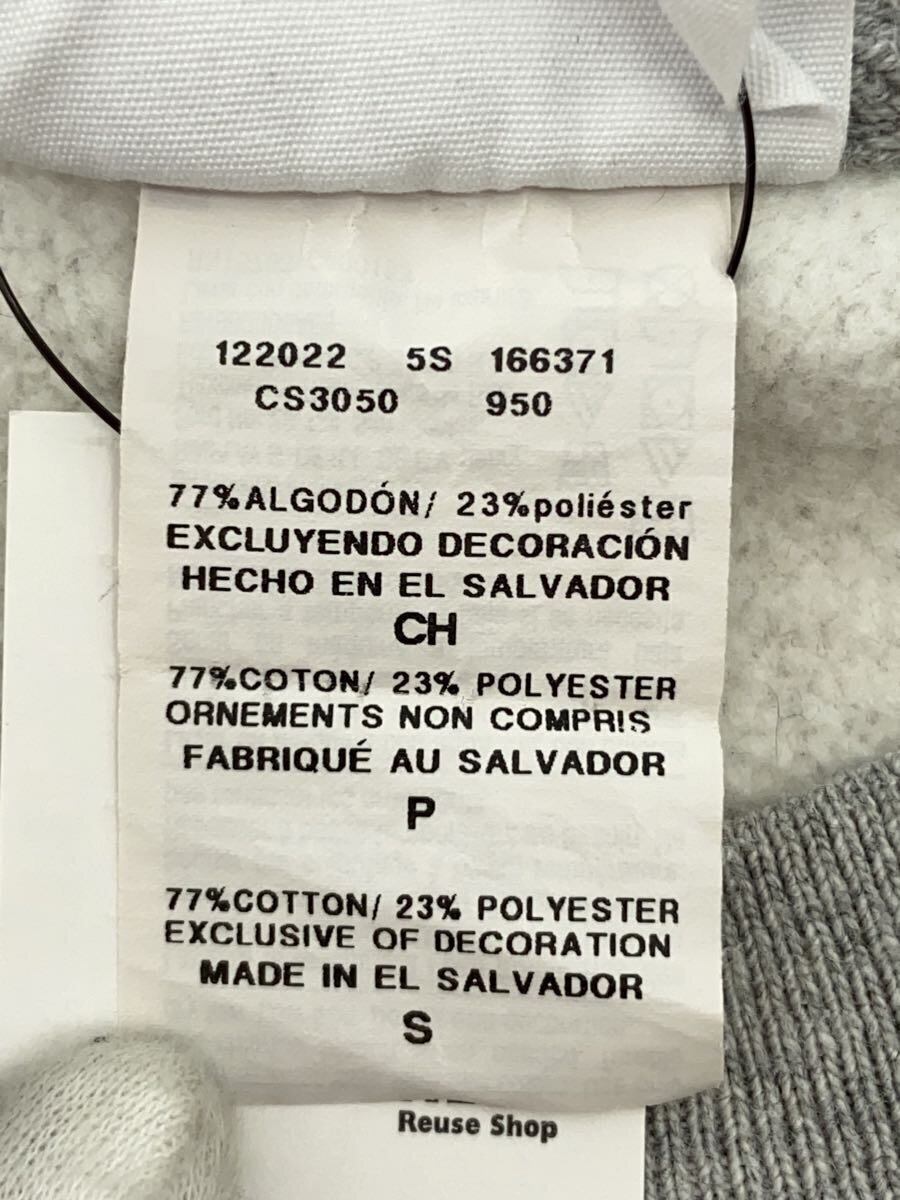 122022 5S 166371
CS3050 950
77%ALGODÓN/ 23%poliéster
EXCLUYENDO DECORACIÓN
HECHO EN EL SALVADOR
CH
77%COTON/ 23% POLYESTER
ORNEMENTS NON COMPRIS
FABRIQUÉ AU SALVADOR
P
77%COTTON/ 23% POLYESTER
EXCLUSIVE OF DECORATION
MADE IN EL SALVADOR
S
Reuse Shop